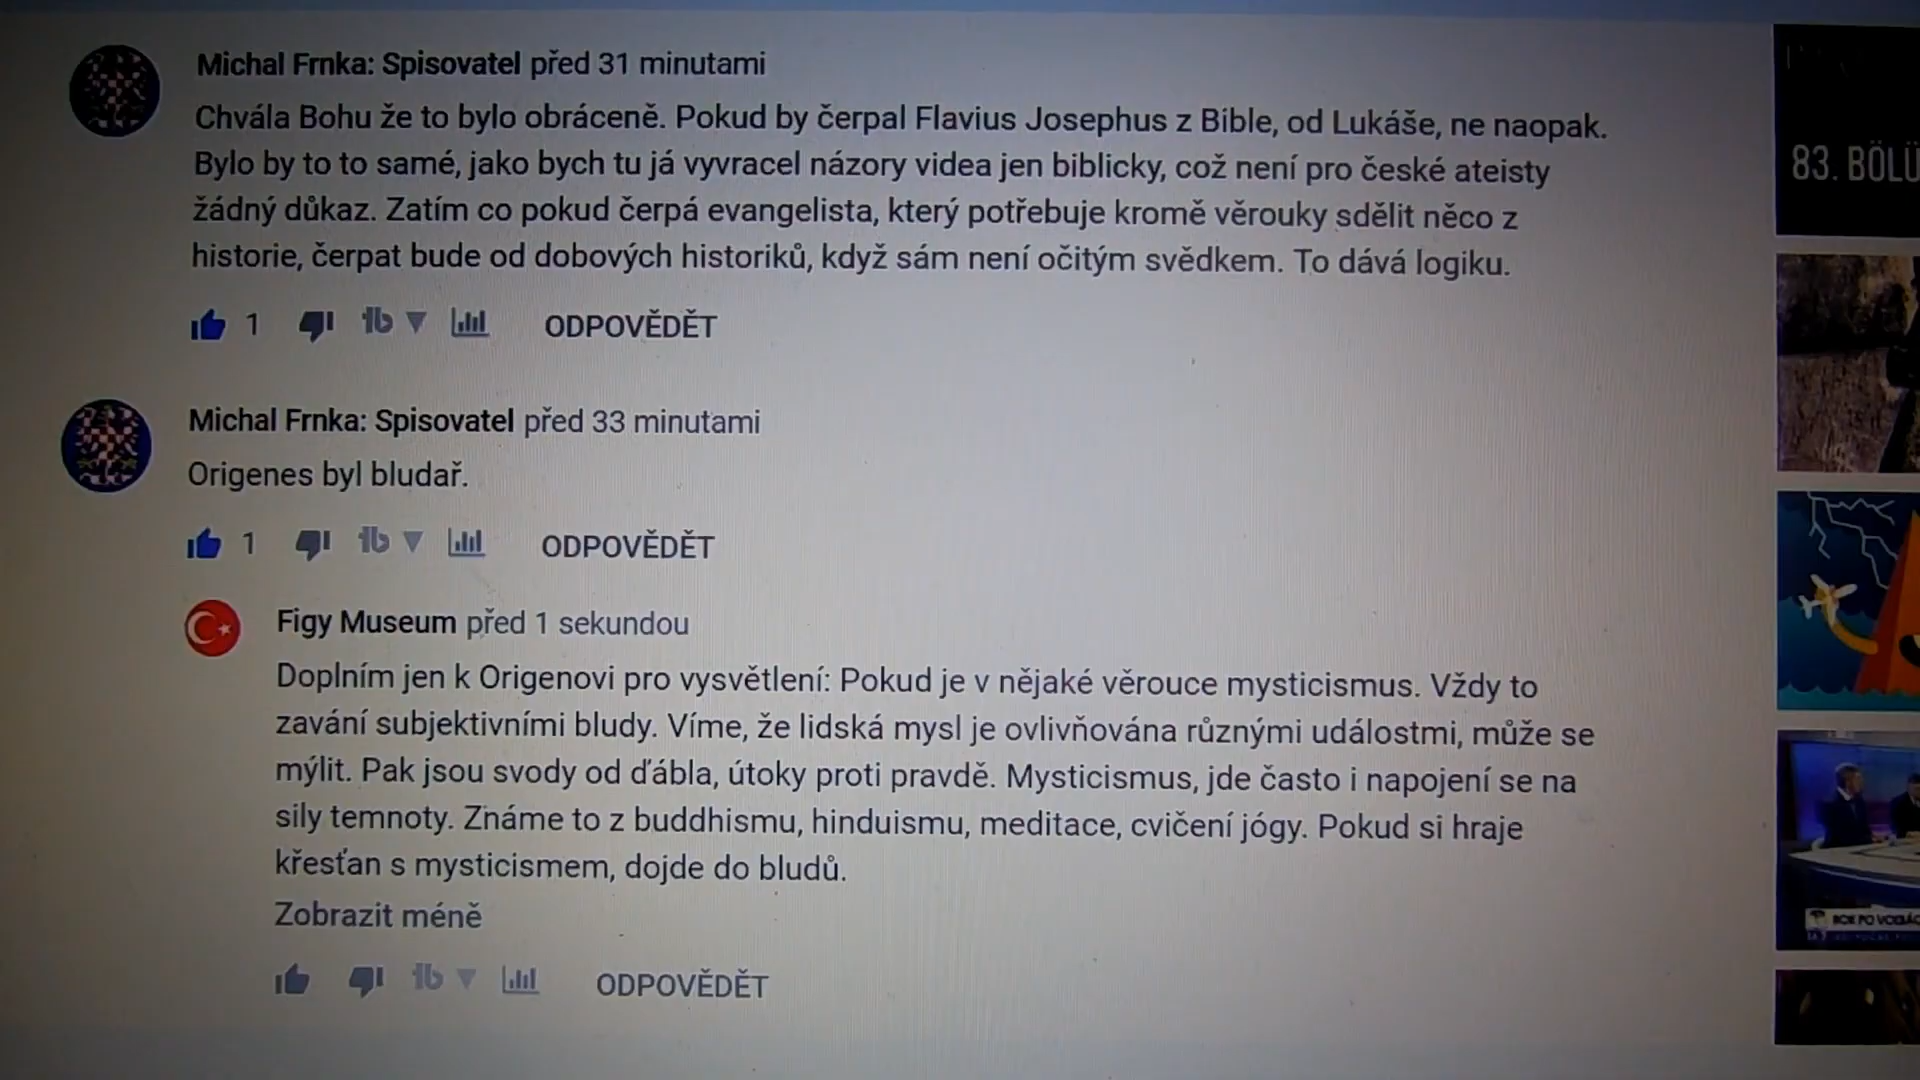 Michal Frnka: Spisovatel před 31 minutami
Chvála Bohu že to bylo obráceně. Pokud by čerpal Flavius Josephus z Bible, od Lukáše, ne naopak.
Bylo by to to samé, jako bych tu já vyvracel názory videa jen biblicky, což není pro české ateisty
žádný důkaz. Zatím co pokud čerpá evangelista, který potřebuje kromě věrouky sdělit něco z
historie, čerpat bude od dobových historiků, když sám není očitým svědkem. To dává logiku.
1 ODPOVĚDĚT
Michal Frnka: Spisovatel před 33 minutami
Origenes byl bludař.
1 ODPOVĚDĚT
Figy Museum před 1 sekundou
Doplním jen k Origenovi pro vysvětlení: Pokud je v nějaké věrouce mysticismus. Vždy to
zavání subjektivními bludy. Víme, že lidská mysl je ovlivňována různými událostmi, může se
mýlit. Pak jsou svody od ďábla, útoky proti pravdě. Mysticismus, jde často i napojení se na
sily temnoty. Známe to z buddhismu, hinduismu, meditace, cvičení jógy. Pokud si hraje
křesťan s mysticismem, dojde do bludů.
Zobrazit méně
ODPOVĚDĚT
83. BÖLÜ
ROK PO